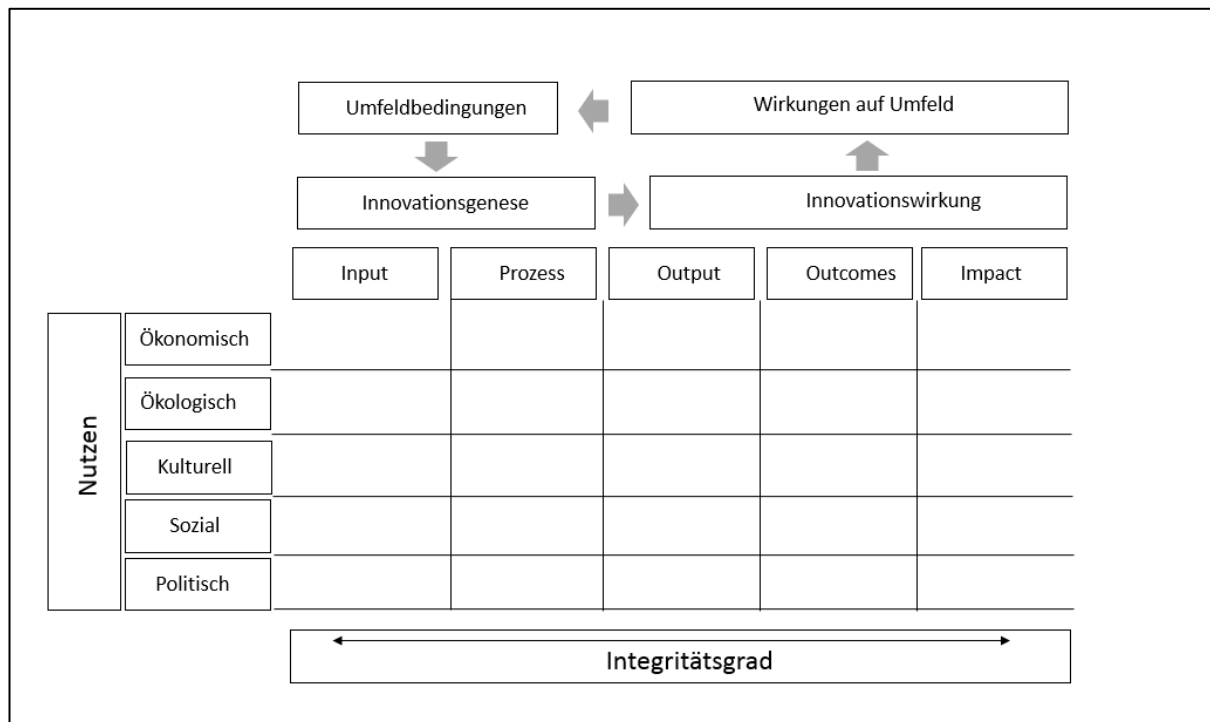 Umfeldbedingungen
Wirkungen auf Umfeld
Innovationsgenese
Innovationswirkung
Input
Prozess
Output
Outcomes
Impact
Nutzen
Ökonomisch
Ökologisch
Kulturell
Sozial
Politisch
Integritätsgrad